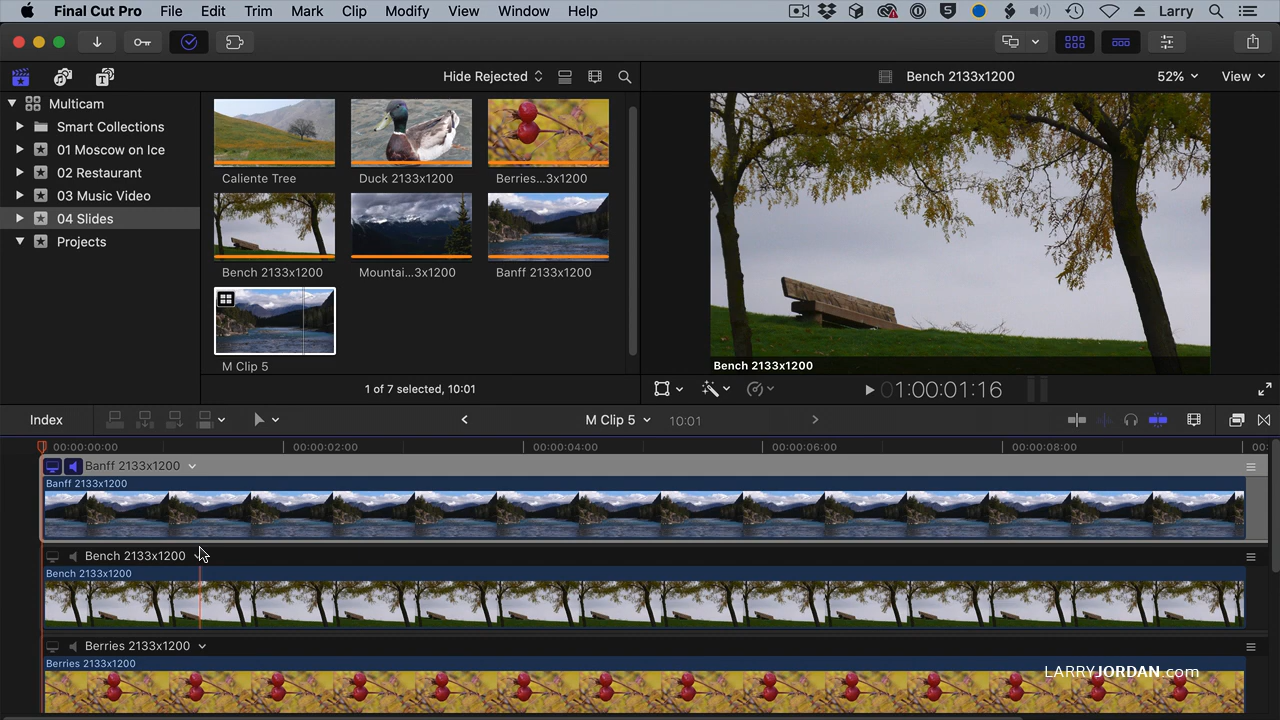 Final Cut Pro File Edit Trim Mark Clip Modify View Window Help Larry
Hide Rejected
Bench 2133x1200
52%
View
Multicam
Smart Collections
01 Moscow on Ice
02 Restaurant
03 Music Video
04 Slides
Projects
Caliente Tree
Duck 2133x1200
Berries...3x1200
Bench 2133x1200
Mountai...3x1200
Banff 2133x1200
M Clip 5
1 of 7 selected, 10:01
Bench 2133x1200
01:00:01:16
Index
M Clip 5
10:01
00:00:00:00
00:00:02:00
00:00:04:00
00:00:06:00
00:00:08:00
00:
Banff 2133x1200
Banff 2133x1200
Bench 2133x1200
Bench 2133x1200
Berries 2133x1200
Berries 2133x1200
LARRYJORDAN.com